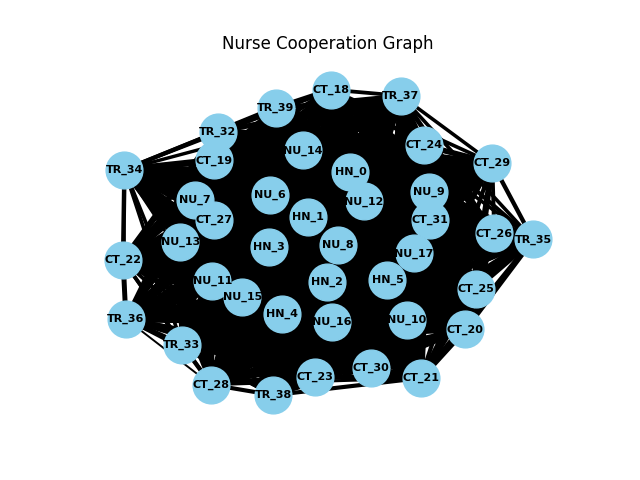 Nurse Cooperation Graph
CT_18
TR_37
TR_39
TR_32
CT_24
NU_14
CT_19
CT_29
TR_34
HN_0
NU_6
NU_9
NU_7
NU_12
HN_1
CT_27
CT_31
CT_26
TR_35
NU_13
HN_3
NU_8
NU_17
CT_22
NU_11
HN_2
HN_5
CT_25
NU_15
HN_4
TR_36
NU_16
NU_10
CT_20
TR_33
CT_30
CT_23
CT_21
CT_28
TR_38